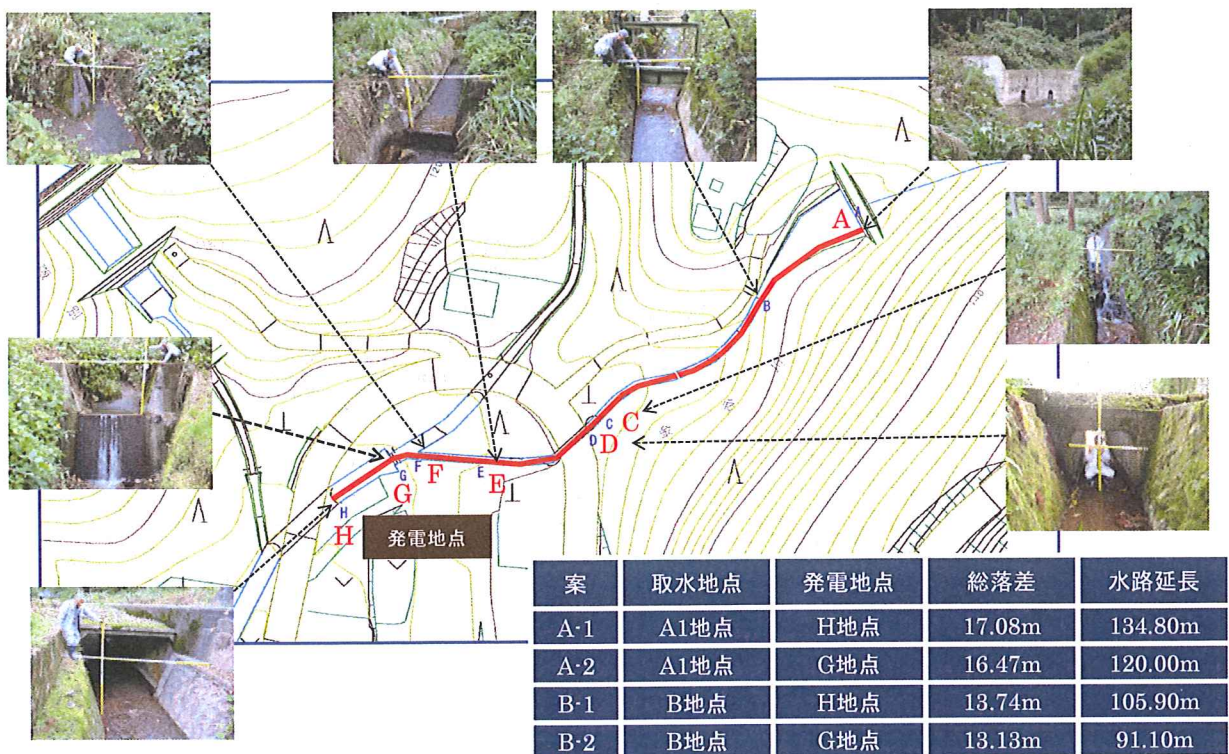 120
A
A
B
140
C
C
D
D
F
F
E
E
G
G
H
H
発電地点
案 取水地点 発電地点 総落差 水路延長
A-1 A1地点 H地点 17.08m 134.80m
A-2 A1地点 G地点 16.47m 120.00m
B-1 B地点 H地点 13.74m 105.90m
B-2 B地点 G地点 13.13m 91.10m